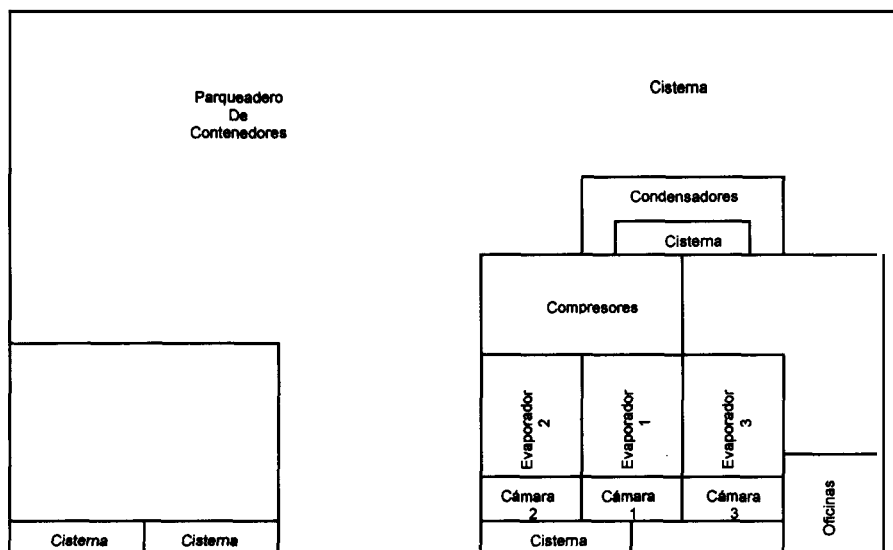 Parqueadero
De
Contenedores
Cisterna
Condensadores
Cisterna
Compresores
Evaporador
2
Evaporador
1
Evaporador
3
Cámara
2
Cámara
1
Cámara
3
Oficinas
Cisterna
Cisterna
Cisterna